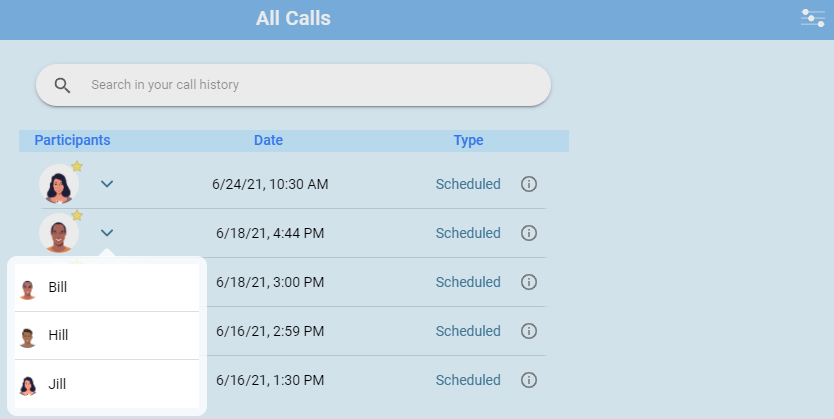 All Calls
Search in your call history
Participants Date Type
6/24/21, 10:30 AM Scheduled
6/18/21, 4:44 PM Scheduled
6/18/21, 3:00 PM Scheduled
6/16/21, 2:59 PM Scheduled
6/16/21, 1:30 PM Scheduled
Bill
Hill
Jill